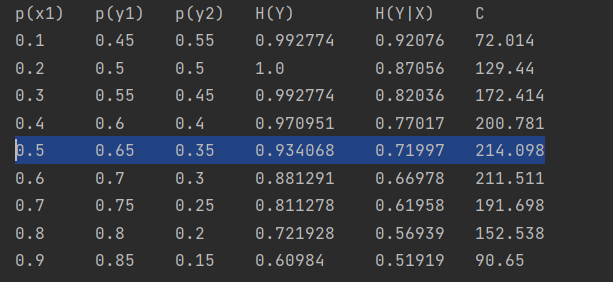 p(x1) p(y1) p(y2) H(Y) H(Y|X) C
0.1 0.45 0.55 0.992774 0.92076 72.014
0.2 0.5 0.5 1.0 0.87056 129.44
0.3 0.55 0.45 0.992774 0.82036 172.414
0.4 0.6 0.4 0.970951 0.77017 200.781
0.5 0.65 0.35 0.934068 0.71997 214.098
0.6 0.7 0.3 0.881291 0.66978 211.511
0.7 0.75 0.25 0.811278 0.61958 191.698
0.8 0.8 0.2 0.721928 0.56939 152.538
0.9 0.85 0.15 0.60984 0.51919 90.65